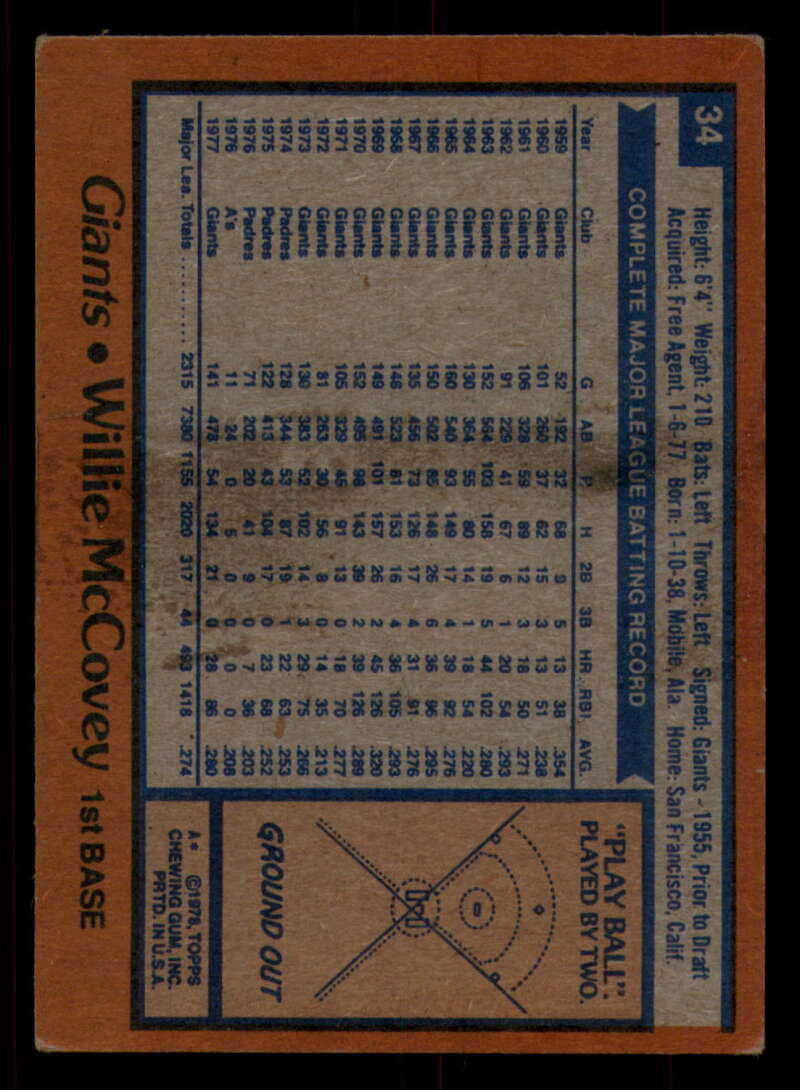 34
Height: 6'4" Weight: 210 Bats: Left Throws: Left Signed: Giants - 1955, Prior to Draft
Acquired: Free Agent, 1-6-77 Born: 1-10-38, Mobile, Ala. Home: San Francisco, Calif.
COMPLETE MAJOR LEAGUE BATTING RECORD
Year Club G AB R H 2B 3B HR RBI AVG.
1959 Giants 52 192 32 68 9 5 13 38 .354
1960 Giants 101 260 37 62 15 3 13 51 .238
1961 Giants 106 328 59 89 12 3 18 50 .271
1962 Giants 91 229 41 67 6 1 20 54 .293
1963 Giants 152 564 103 158 19 5 44 102 .280
1964 Giants 130 364 55 80 14 1 18 54 .220
1965 Giants 160 540 93 149 17 4 39 92 .276
1966 Giants 150 502 85 148 26 6 36 96 .295
1967 Giants 135 456 73 126 17 4 31 91 .276
1968 Giants 148 523 81 153 16 4 36 105 .293
1969 Giants 149 491 101 157 26 2 45 126 .320
1970 Giants 152 495 98 143 39 2 39 126 .289
1971 Giants 105 329 45 91 13 0 18 70 .277
1972 Giants 81 263 30 56 8 0 14 35 .213
1973 Giants 130 383 52 102 14 3 29 75 .266
1974 Padres 128 344 53 87 19 1 22 63 .253
1975 Padres 122 413 43 104 17 0 23 68 .252
1976 Padres 71 202 20 41 9 0 7 36 .203
1976 A's 11 24 0 5 0 0 0 0 .208
1977 Giants 141 478 54 134 21 0 28 86 .280
Major Lea. Totals ........... 2315 7380 1155 2020 317 44 493 1418 .274
"PLAY BALL".
PLAYED BY TWO.
GROUND OUT
A* ©1978, TOPPS
CHEWING GUM, INC.
PRTD. IN U.S.A.
Giants • Willie McCovey 1st BASE